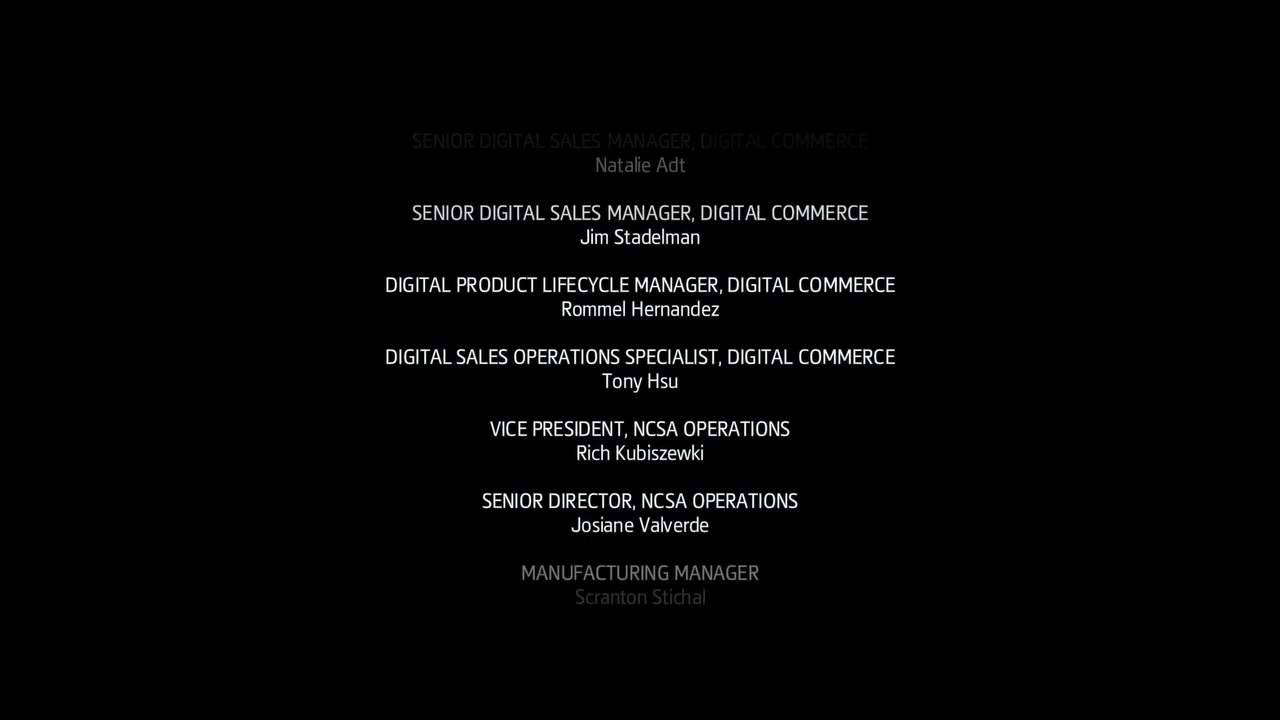 SENIOR DIGITAL SALES MANAGER, DIGITAL COMMERCE
Natalie Adt
SENIOR DIGITAL SALES MANAGER, DIGITAL COMMERCE
Jim Stadelman
DIGITAL PRODUCT LIFECYCLE MANAGER, DIGITAL COMMERCE
Rommel Hernandez
DIGITAL SALES OPERATIONS SPECIALIST, DIGITAL COMMERCE
Tony Hsu
VICE PRESIDENT, NCSA OPERATIONS
Rich Kubiszewki
SENIOR DIRECTOR, NCSA OPERATIONS
Josiane Valverde
MANUFACTURING MANAGER
Scranton Stichal